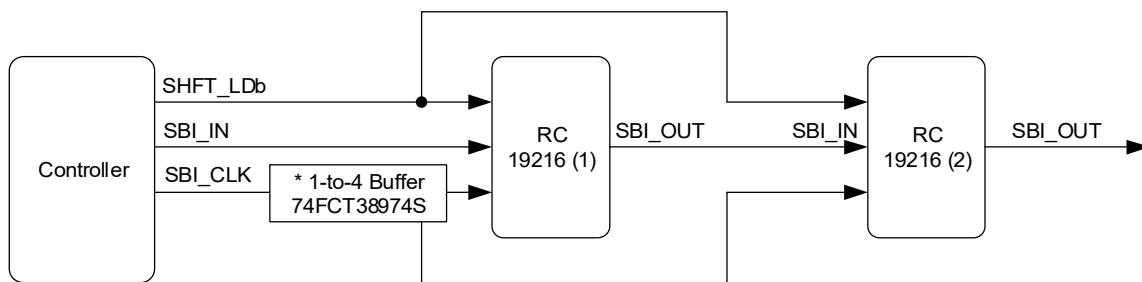 SHFT_LDb
SBI_IN
SBI_CLK
Controller
* 1-to-4 Buffer
74FCT38974S
RC
19216 (1)
SBI_OUT
SBI_IN
RC
19216 (2)
SBI_OUT